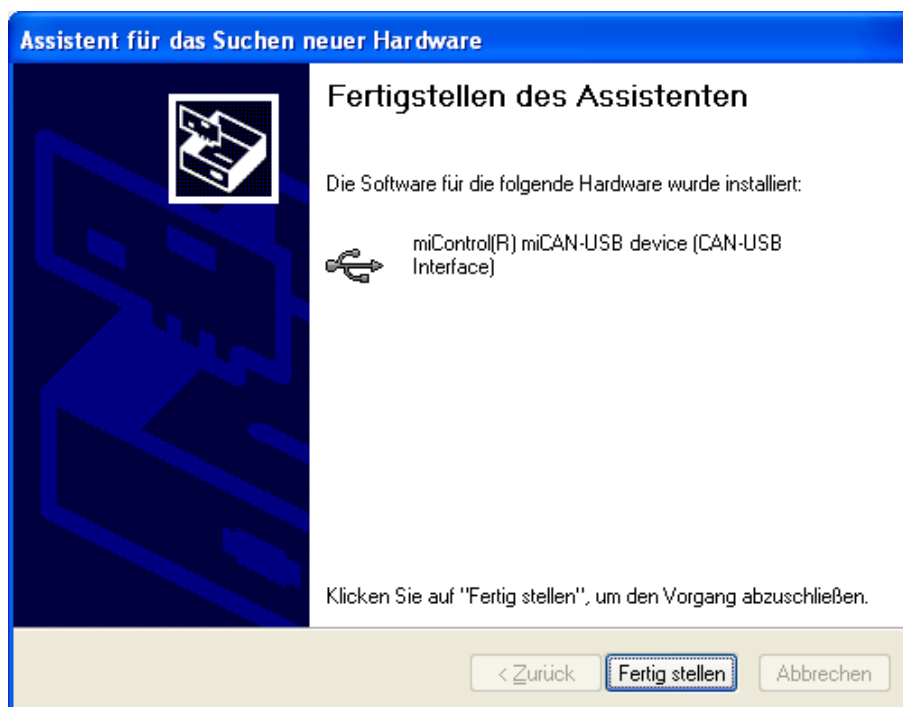 Assistent für das Suchen neuer Hardware
Fertigstellen des Assistenten
Die Software für die folgende Hardware wurde installiert:
miControl(R) miCAN-USB device (CAN-USB
Interface)
Klicken Sie auf "Fertig stellen", um den Vorgang abzuschließen.
< Zurück Fertig stellen Abbrechen